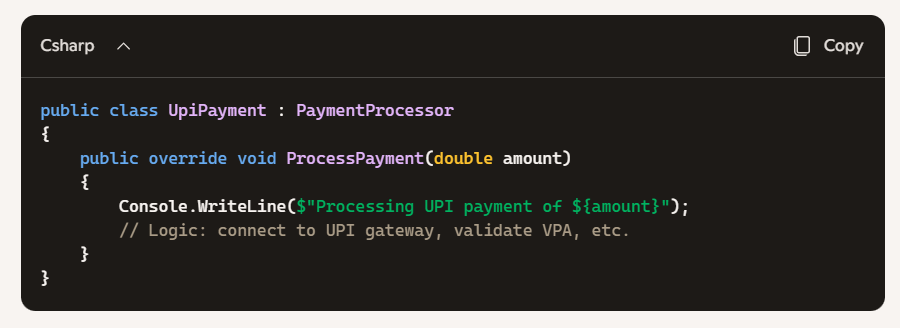 Csharp Copy
public class UpiPayment : PaymentProcessor
{
    public override void ProcessPayment(double amount)
    {
        Console.WriteLine($"Processing UPI payment of ${amount}");
        // Logic: connect to UPI gateway, validate VPA, etc.
    }
}